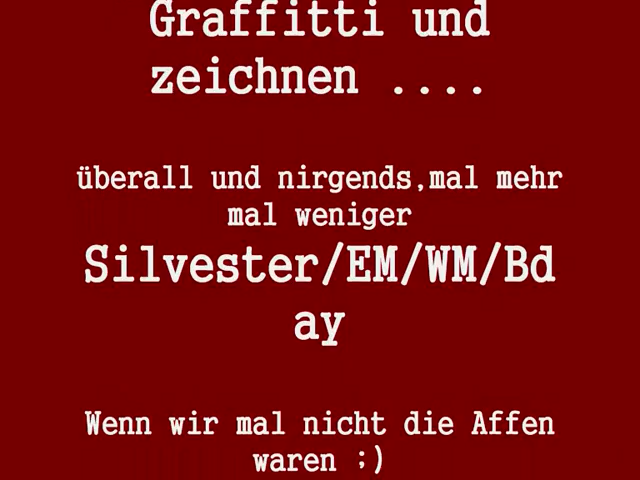 Graffitti und
zeichnen ....
überall und nirgends,mal mehr
mal weniger
Silvester/EM/WM/Bd
ay
Wenn wir mal nicht die Affen
waren ;)